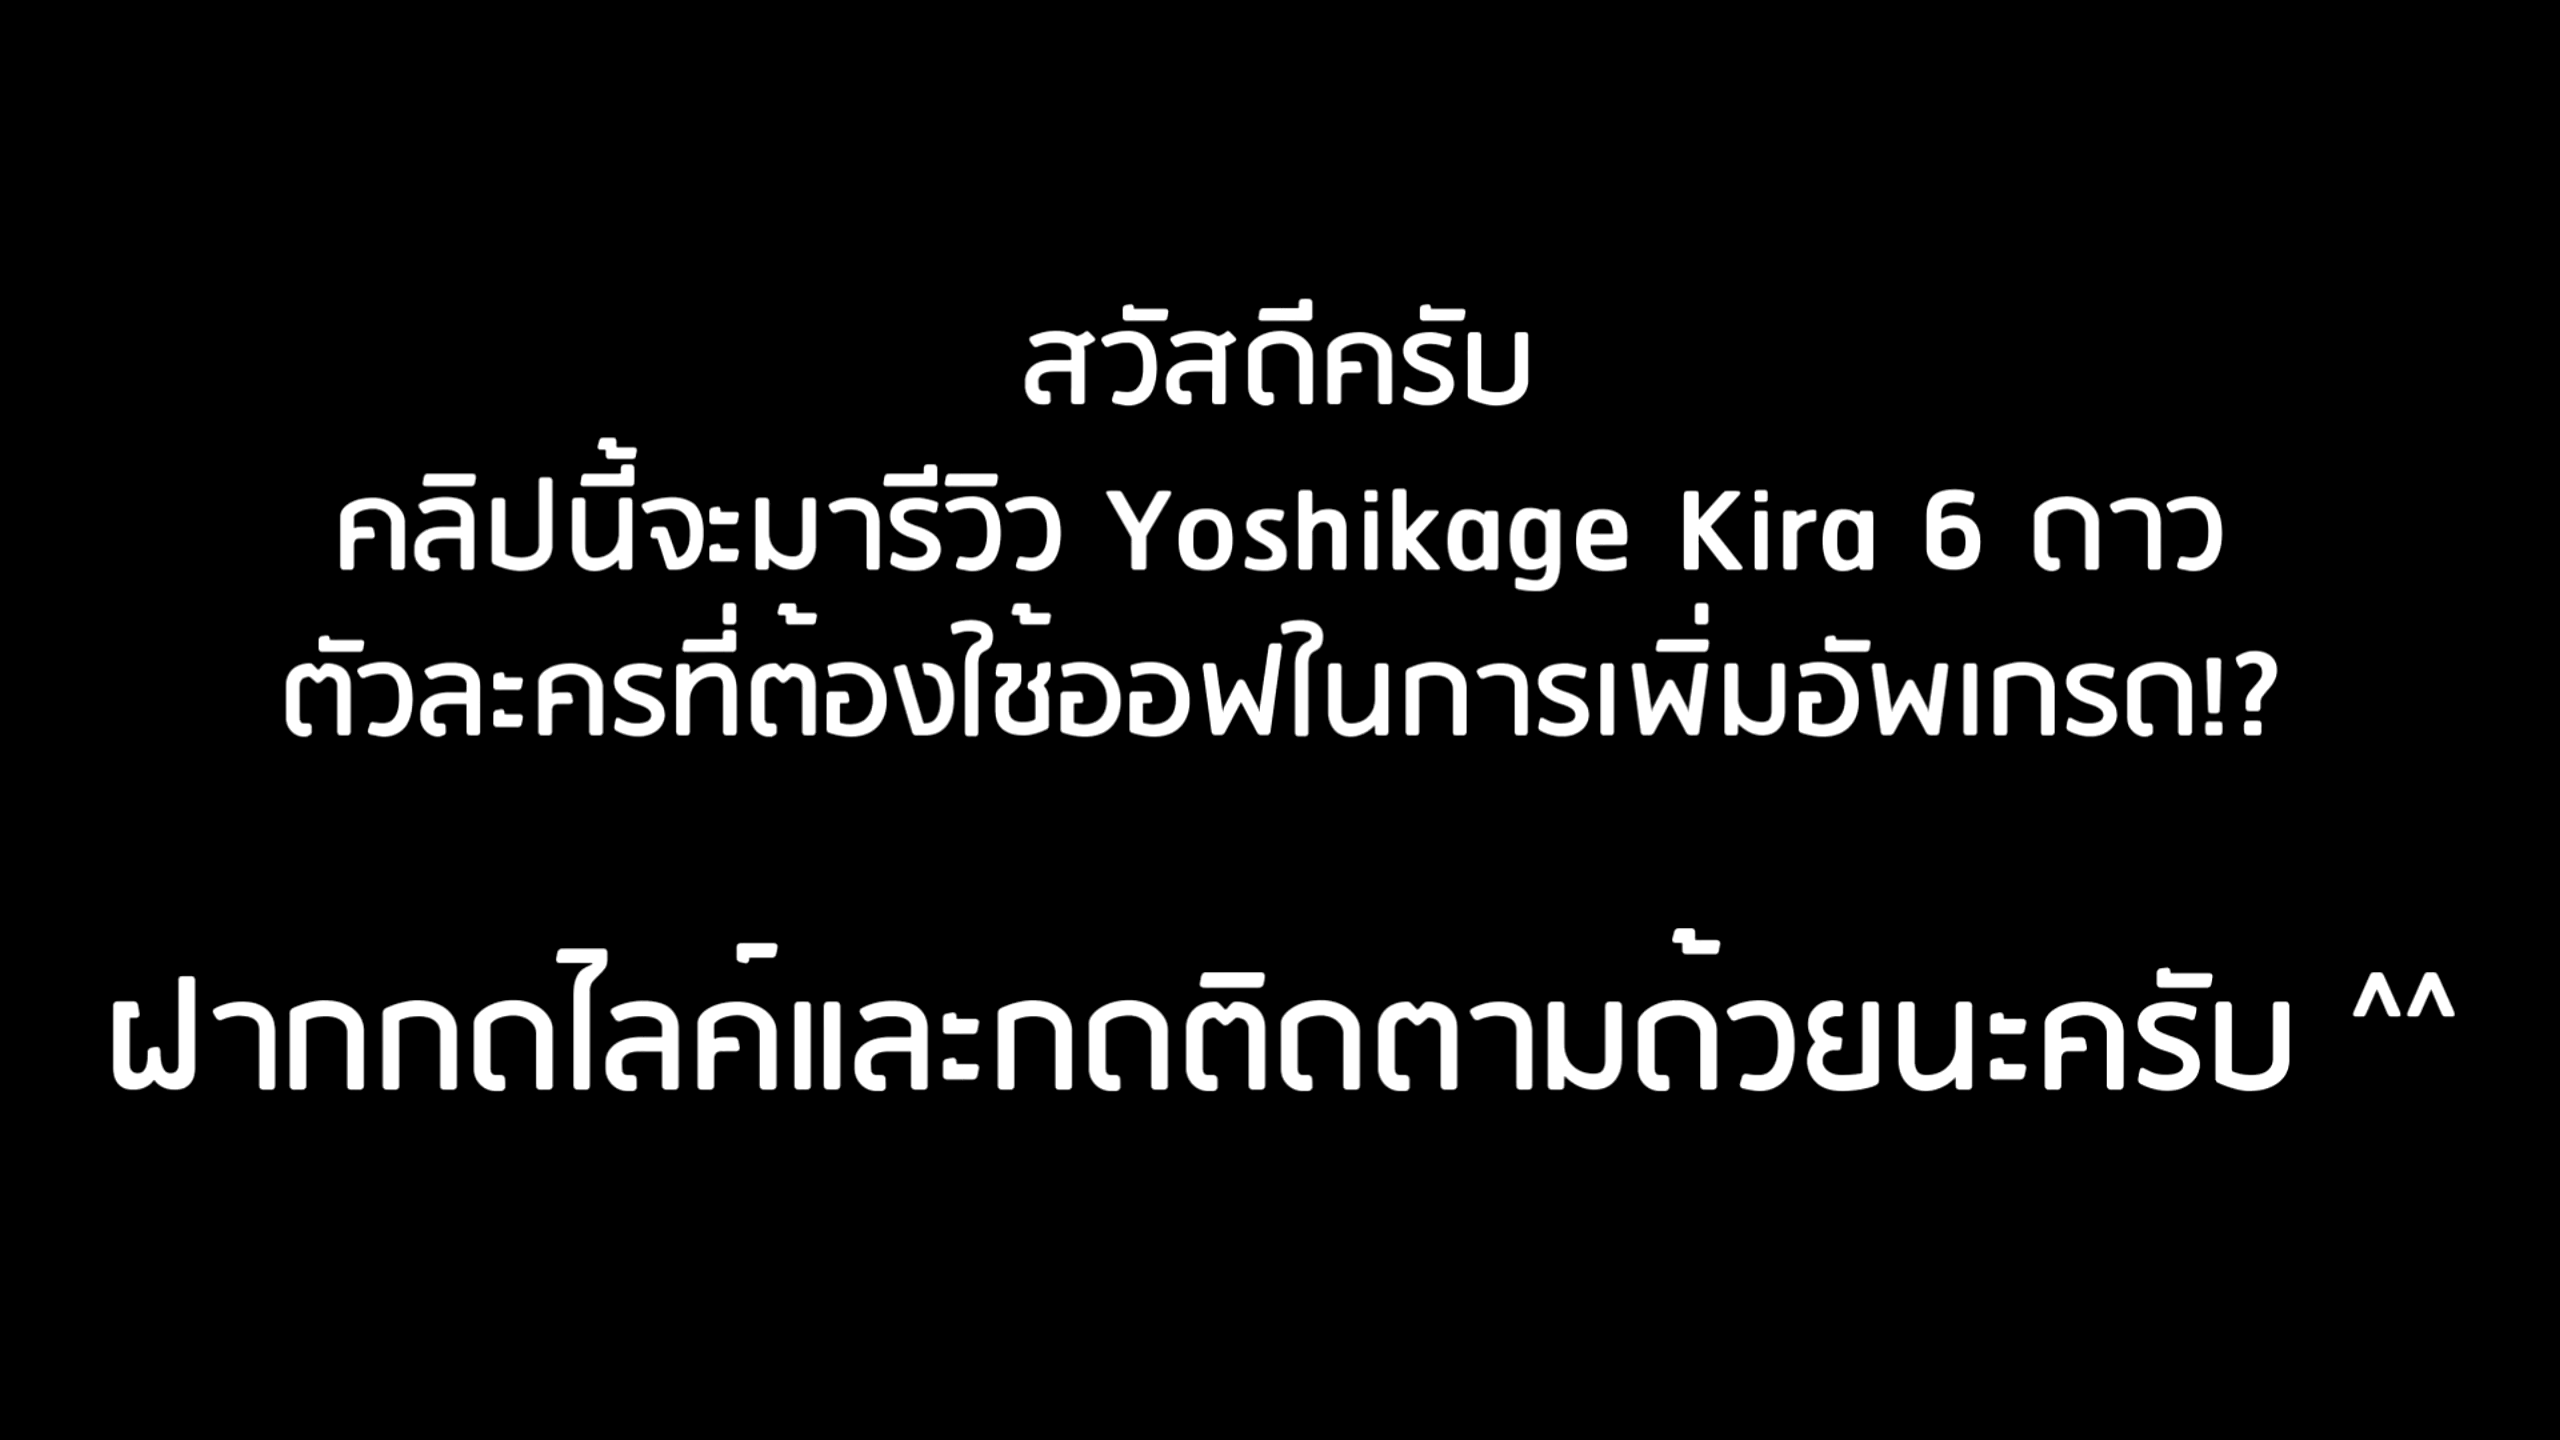 สวัสดีครับ
คลิปนี้จะมารีวิว Yoshikage Kira 6 ดาว
ตัวละครที่ต้องใช้ออฟในการเพิ่มอัพเกรด!?
ฝากกดไลค์และกดติดตามด้วยนะครับ ^^